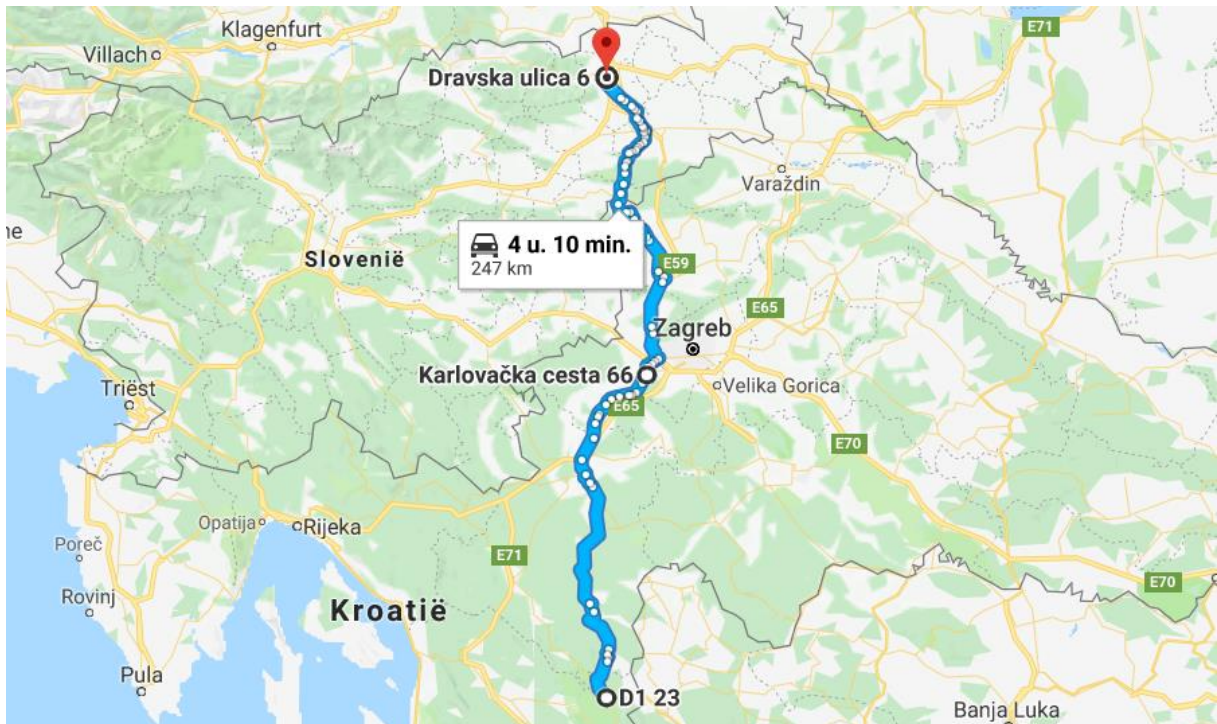 Klagenfurt
Villach
E71
Dravska ulica 6
Varaždin
ne
4 u. 10 min.
247 km
Slovenië
E59
E65
Zagreb
Karlovačka cesta 66
Velika Gorica
Triëst
E65
E70
Opatija
Rijeka
Poreč
E71
E70
Rovinj
Kroatië
Pula
D1 23
Banja Luka